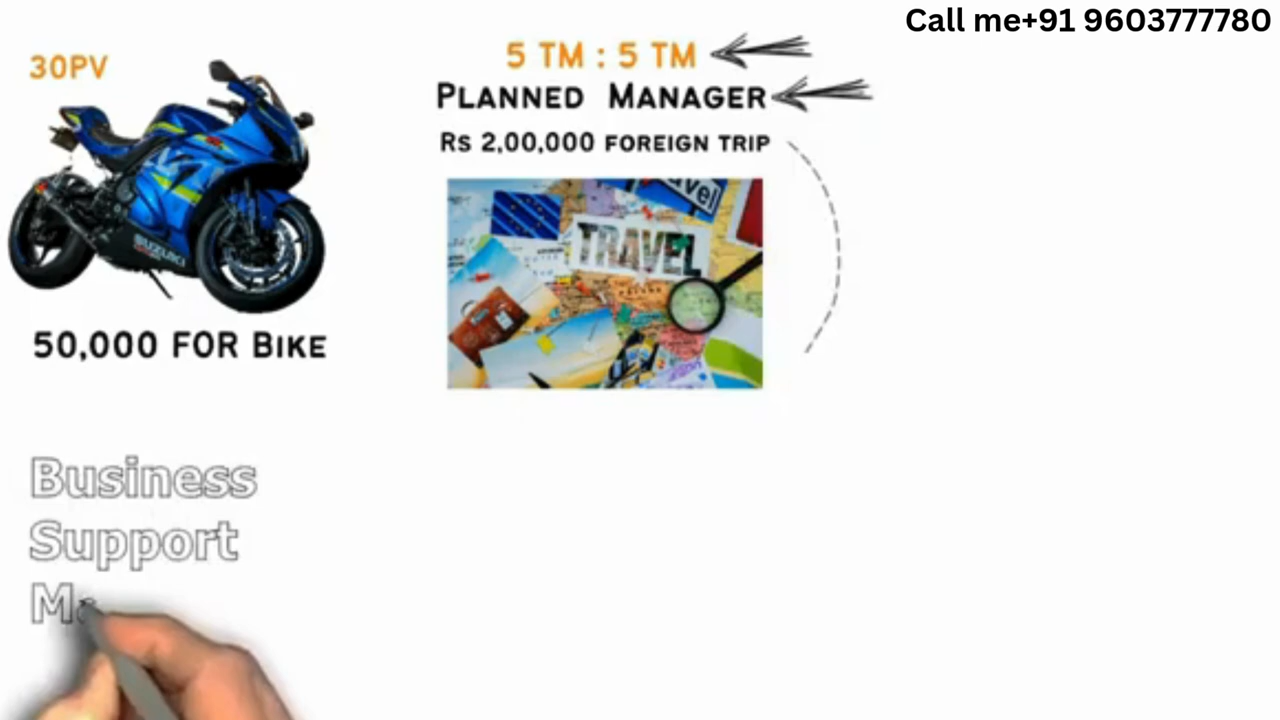 Call me+91 9603777780
30PV
5 TM : 5 TM
PLANNED MANAGER
RS 2,00,000 FOREIGN TRIP
TRAVEL
SUZUKI
50,000 FOR BIKE
Business
Support